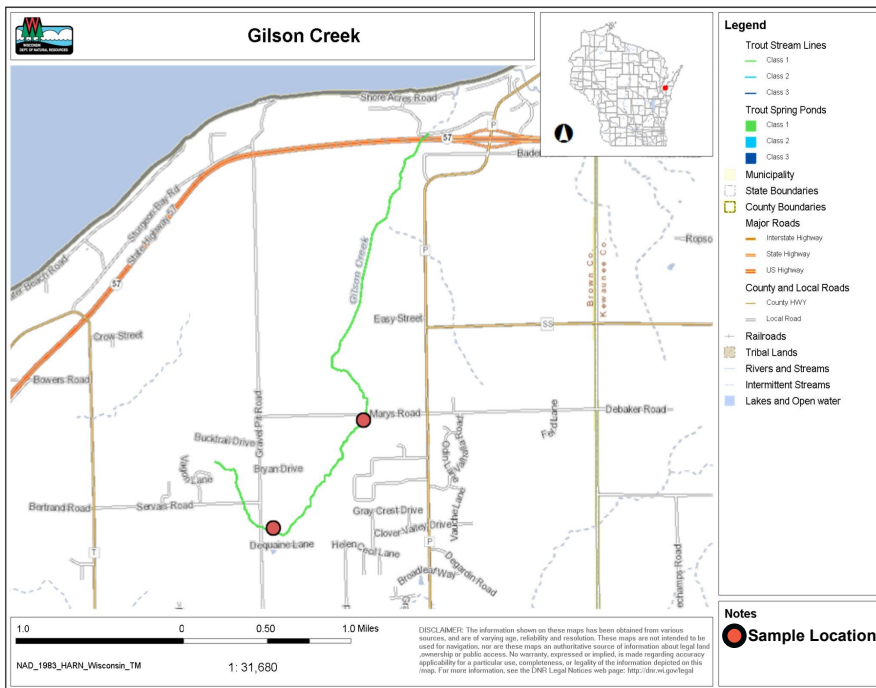 WISCONSIN
DEPT. OF NATURAL RESOURCES
Gilson Creek
Shore Acres Road
P
57
Sturgeon Bay Rd
State Highway 57
57
Gilson Creek
P
Brown Co
Kewaunee Co
Crow Street
Easy Street
SS
Bowers Road
Gravel Pit Road
Marys Road
Debaker Road
Bucktrail Drive
Bryan Drive
Valhalla Road
Odin Ln
Bertrand Road
Servais Road
Gray Crest Drive
Clover Valley Drive
Vauche Lane
Dequaine Lane
Cecil Lane
T
P
Degardin Road
Broadleaf Way
Legend
Trout Stream Lines
Class 1
Class 2
Class 3
Trout Spring Ponds
Class 1
Class 2
Class 3
Municipality
State Boundaries
County Boundaries
Major Roads
Interstate Highway
State Highway
US Highway
County and Local Roads
County HWY
Local Road
Railroads
Tribal Lands
Rivers and Streams
Intermittent Streams
Lakes and Open water
Notes
Sample Location
1.0 0 0.50 1.0 Miles
NAD_1983_HARN_Wisconsin_TM
1: 31,680
DISCLAIMER: The information shown on these maps has been obtained from various
sources, and are of varying age, reliability and resolution. These maps are not intended to be
used for navigation, nor are these maps an authoritative source of information about legal land
,ownership or public access. No warranty, expressed or implied, is made regarding accuracy
applicability for a particular use, completeness, or legality of the information depicted on this
/map. For more information, see the DNR Legal Notices web page: http://dnr.wi.gov/legal